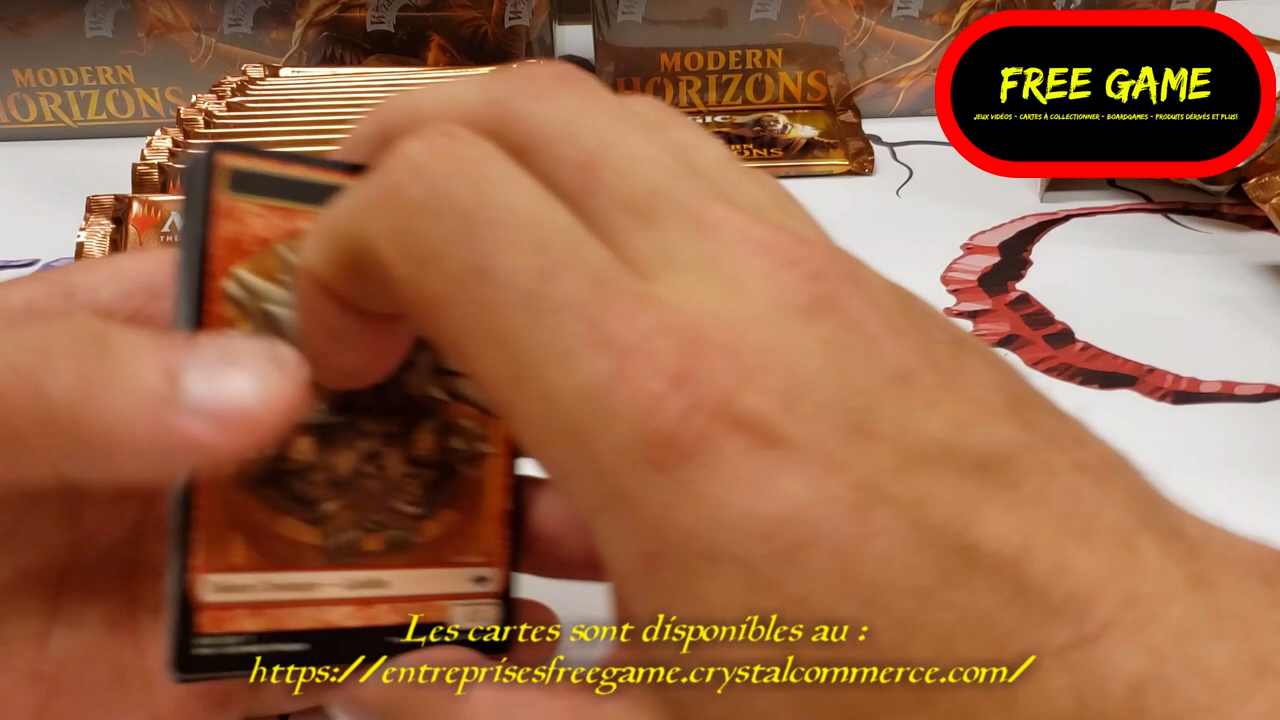 MODERN
HORIZONS
MODERN
HORIZONS
FREE GAME
JEUX VIDÉOS - CARTES À COLLECTIONNER - BOARDGAMES - PRODUITS DÉRIVÉS ET PLUS!
Les cartes sont disponibles au :
https://entreprisesfreegame.crystalcommerce.com/